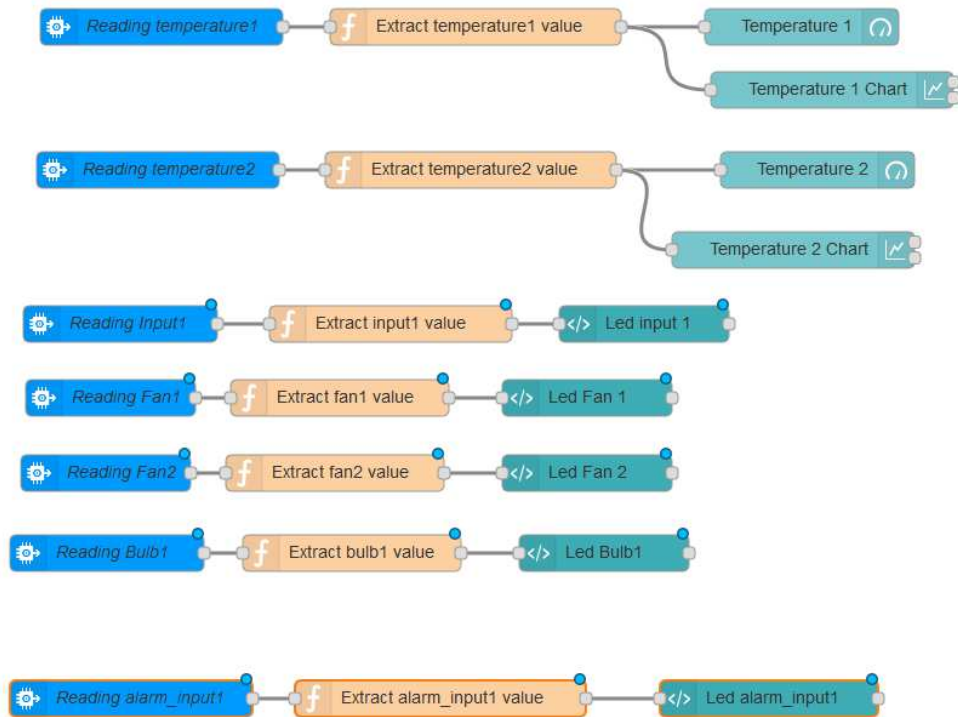 Reading temperature1
Extract temperature1 value
Temperature 1
Temperature 1 Chart
Reading temperature2
Extract temperature2 value
Temperature 2
Temperature 2 Chart
Reading Input1
Extract input1 value
</> Led input 1
Reading Fan1
Extract fan1 value
</> Led Fan 1
Reading Fan2
Extract fan2 value
</> Led Fan 2
Reading Bulb1
Extract bulb1 value
</> Led Bulb1
Reading alarm_input1
Extract alarm_input1 value
</> Led alarm_input1